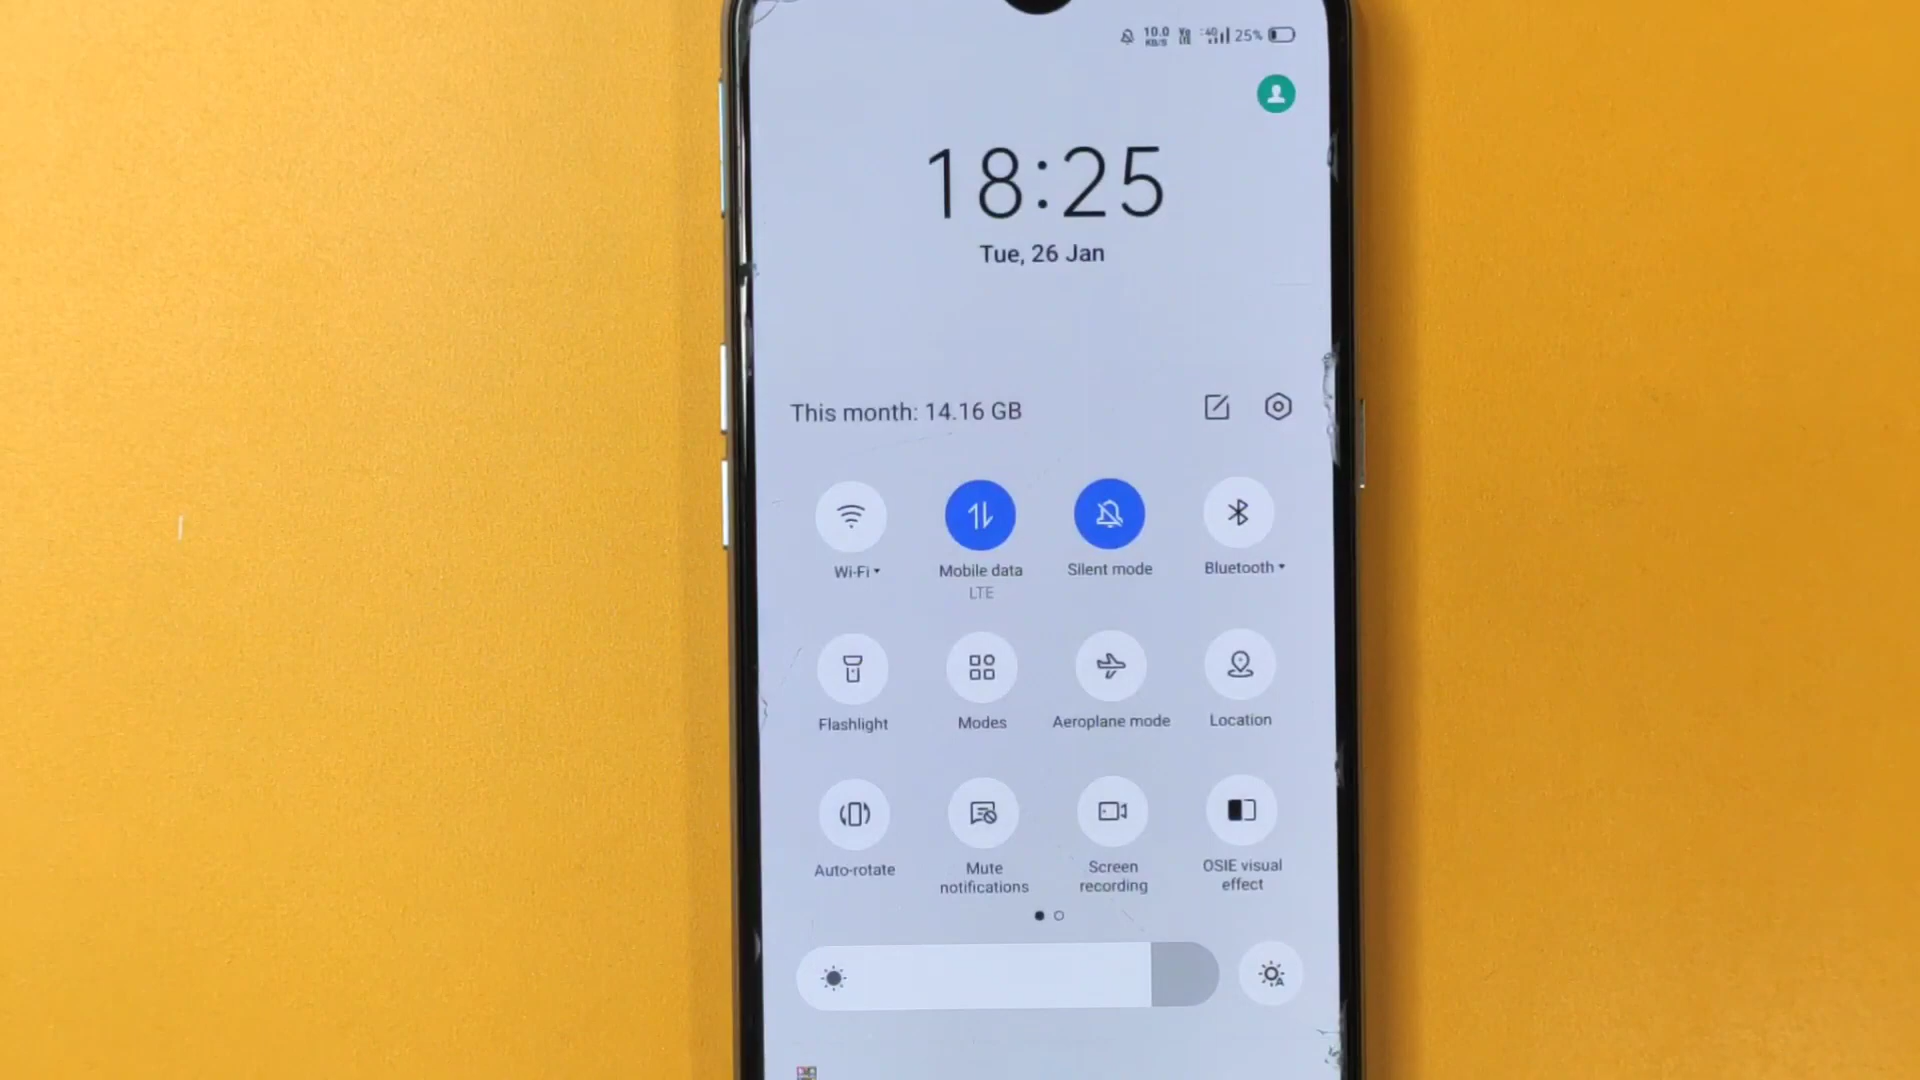 10.0 KB/S 4G 25%
18:25
Tue, 26 Jan
This month: 14.16 GB
Wi-Fi Mobile data Silent mode Bluetooth
LTE
Flashlight Modes Aeroplane mode Location
Auto-rotate Mute notifications Screen recording OSIE visual effect